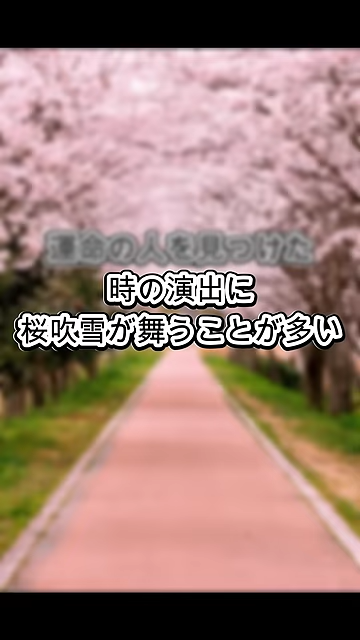 運命の人を見つけた
時の演出に
桜吹雪が舞うことが多い